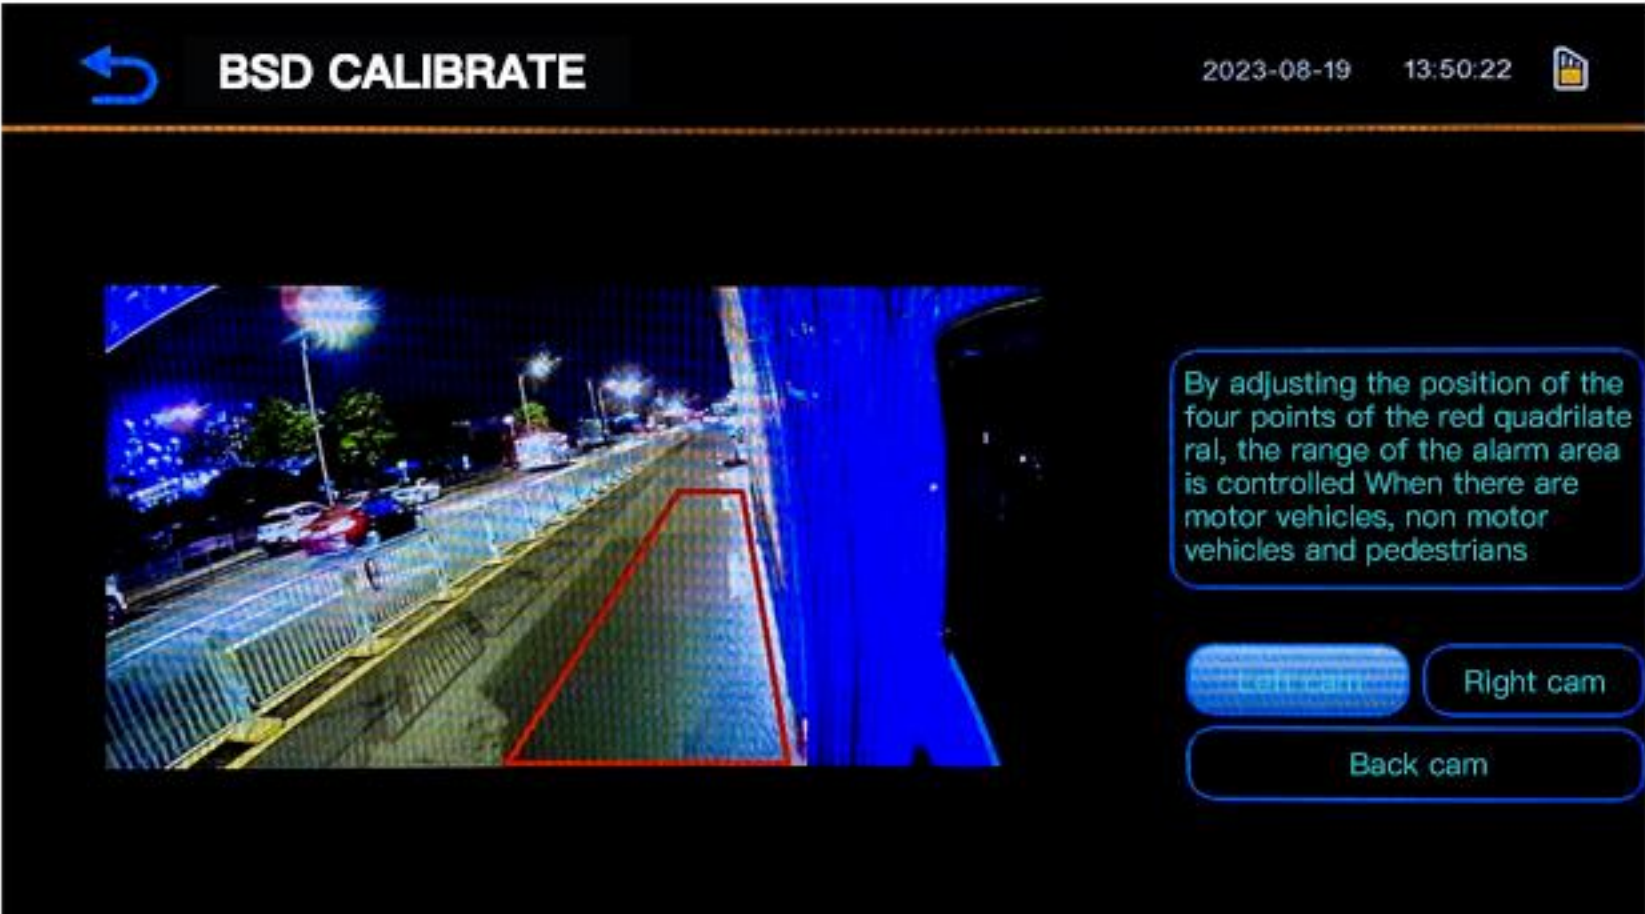 BSD CALIBRATE
2023-08-19 13:50:22
By adjusting the position of the
four points of the red quadrilate
ral, the range of the alarm area
is controlled When there are
motor vehicles, non motor
vehicles and pedestrians
Left cam
Right cam
Back cam